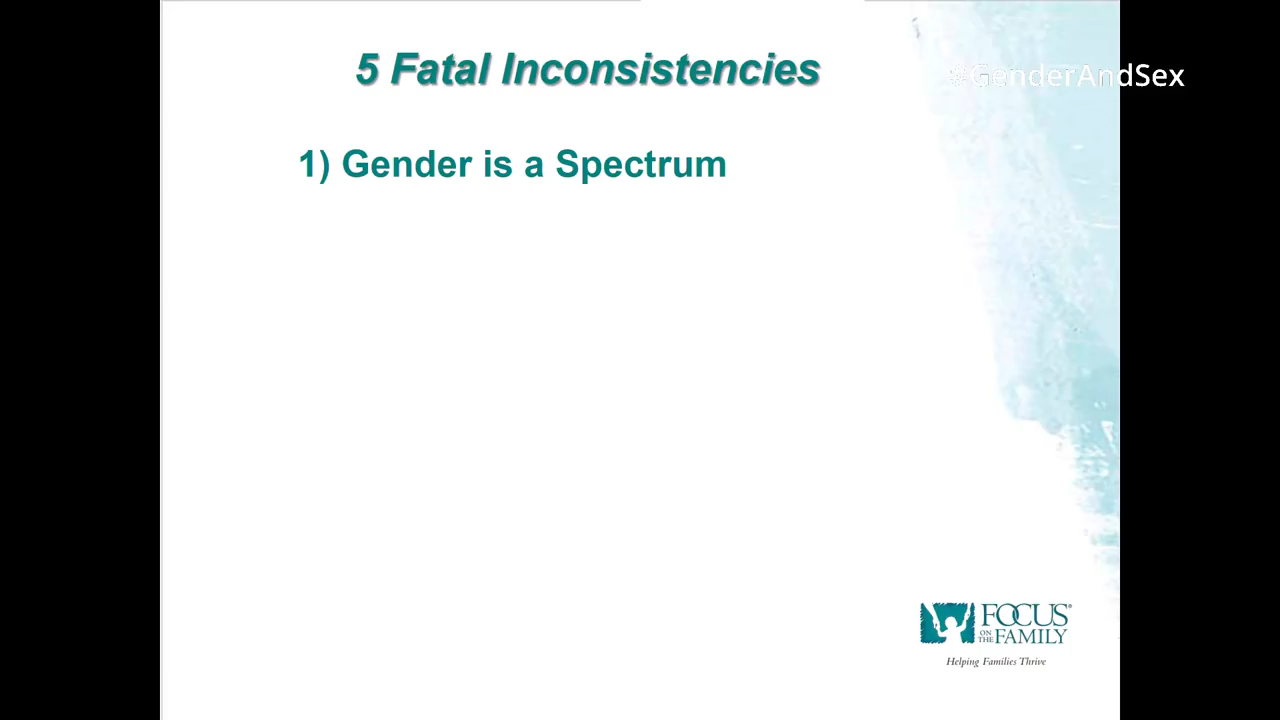 5 Fatal Inconsistencies
#GenderAndSex
1) Gender is a Spectrum
FOCUS®
ON THE FAMILY
Helping Families Thrive